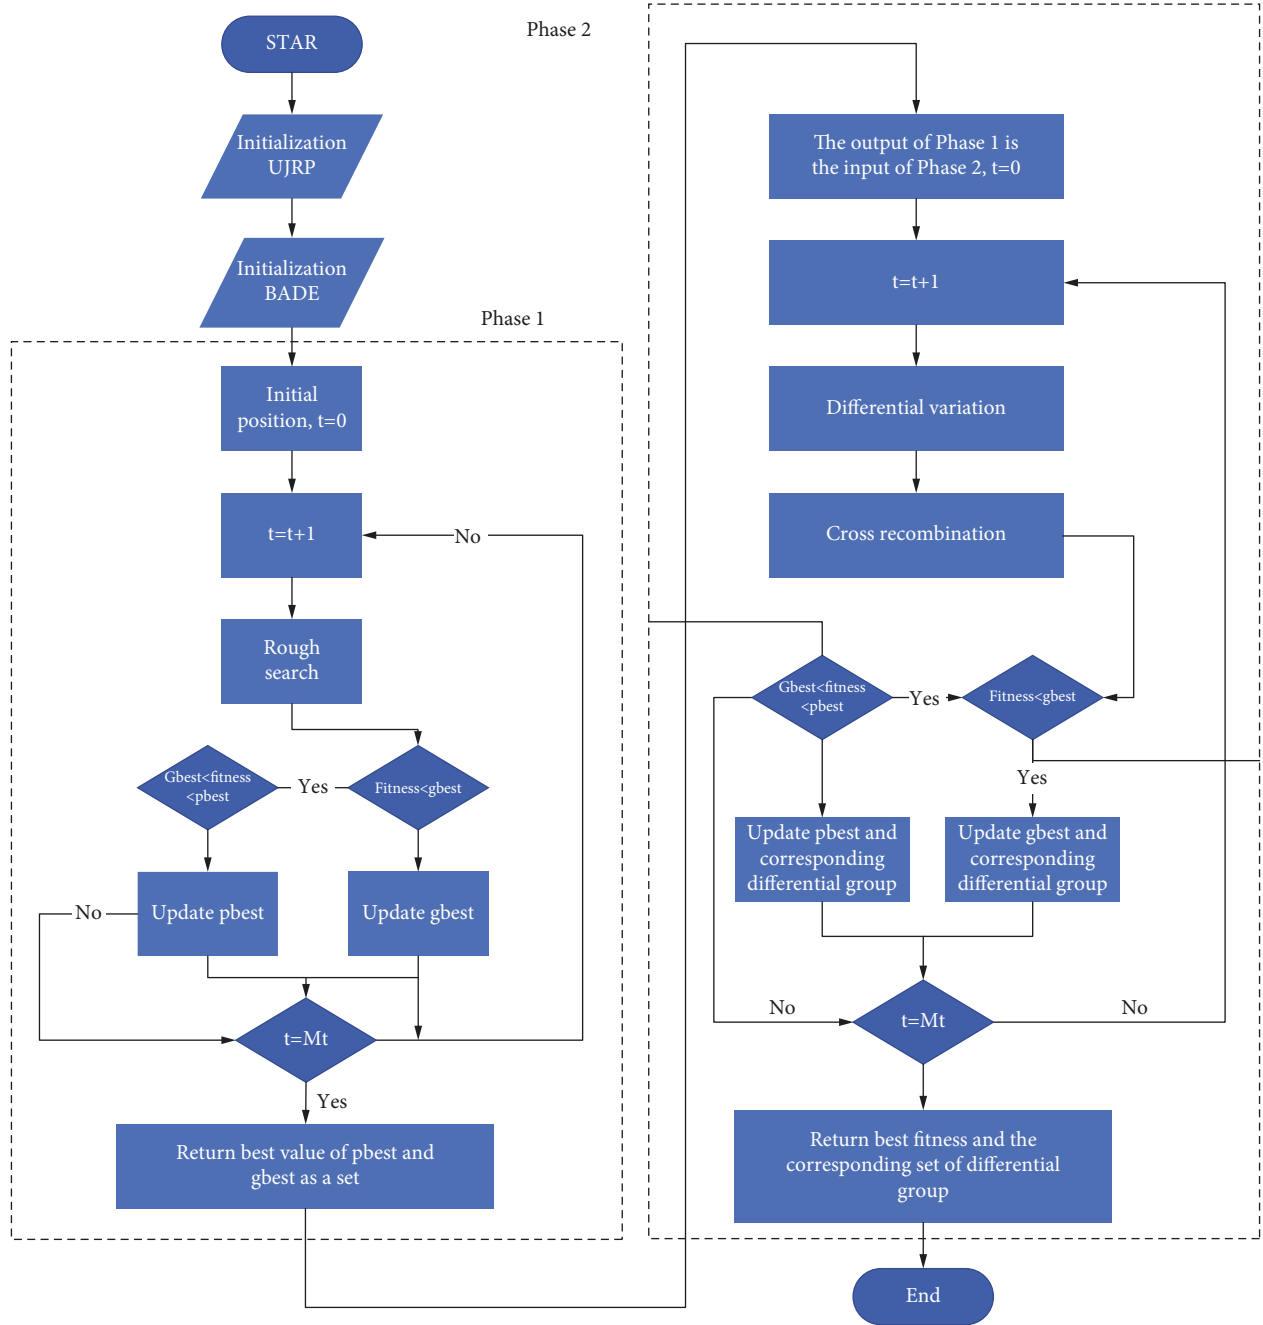 STAR
Initialization
UJRP
Initialization
BADE
Phase 1
Initial
position, t=0
t=t+1
No
Rough
search
Gbest<fitness
<pbest
Yes
Fitness<gbest
No
Update pbest
Update gbest
t=Mt
Yes
Return best value of pbest and
gbest as a set
Phase 2
The output of Phase 1 is
the input of Phase 2, t=0
t=t+1
Differential variation
Cross recombination
Gbest<fitness
<pbest
Yes
Fitness<gbest
Yes
Update pbest and
corresponding
differential group
Update gbest and
corresponding
differential group
No
t=Mt
No
Return best fitness and the
corresponding set of differential
group
End